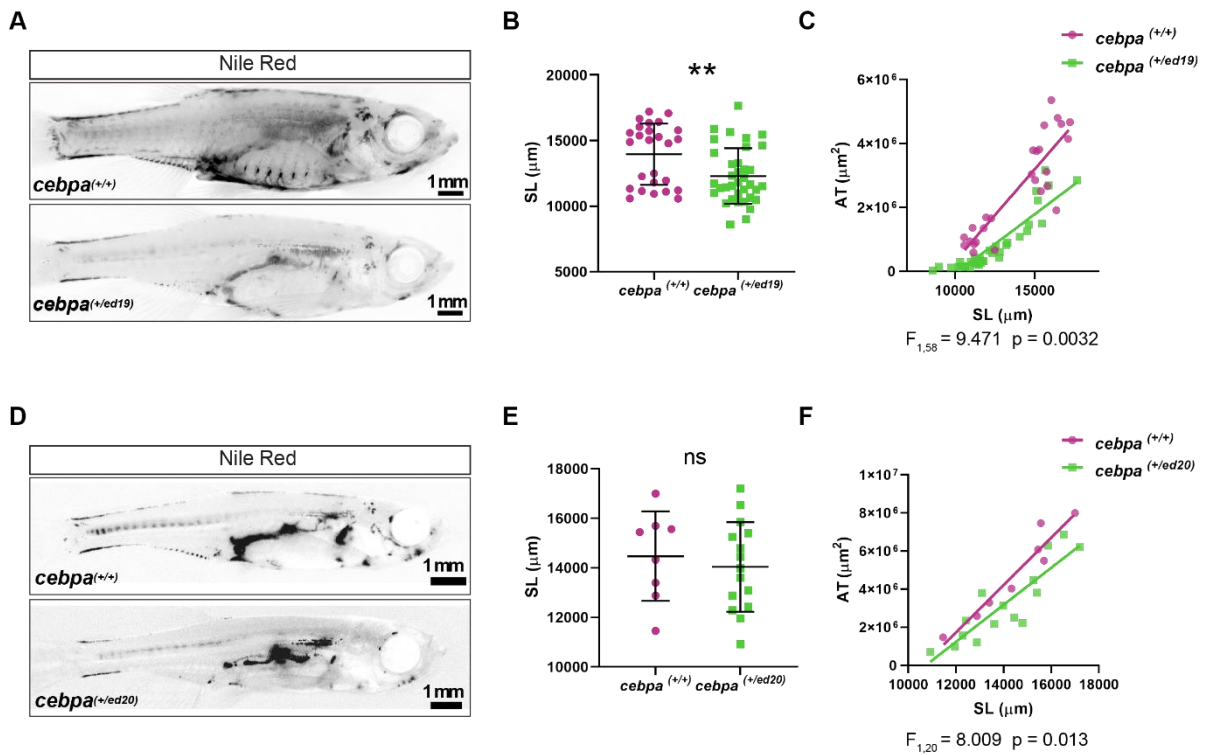 A
Nile Red
cebpa(+/+)
1mm
cebpa(+/ed19)
1mm
B
**
20000
15000
10000
5000
SL (μm)
cebpa (+/+) cebpa (+/ed19)
C
cebpa (+/+)
cebpa (+/ed19)
6×10⁶
4×10⁶
2×10⁶
0
AT (μm²)
10000 15000
SL (μm)
F₁,₅₈ = 9.471 p = 0.0032
D
Nile Red
cebpa(+/+)
1mm
cebpa(+/ed20)
1mm
E
ns
18000
16000
14000
12000
10000
SL (μm)
cebpa (+/+) cebpa (+/ed20)
F
cebpa (+/+)
cebpa (+/ed20)
1×10⁷
8×10⁶
6×10⁶
4×10⁶
2×10⁶
0
AT (μm²)
10000 12000 14000 16000 18000
SL (μm)
F₁,₂₀ = 8.009 p = 0.013